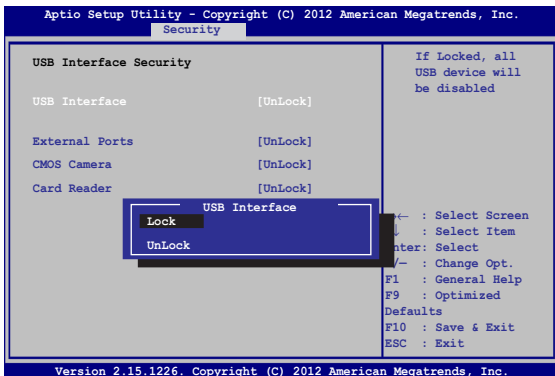 Aptio Setup Utility - Copyright (C) 2012 American Megatrends, Inc.
Security
USB Interface Security
USB Interface [UnLock]
External Ports [UnLock]
CMOS Camera [UnLock]
Card Reader [UnLock]
USB Interface
Lock
UnLock
If Locked, all
USB device will
be disabled
→← : Select Screen
↓ : Select Item
nter: Select
/— : Change Opt.
F1 : General Help
F9 : Optimized
Defaults
F10 : Save & Exit
ESC : Exit
Version 2.15.1226. Copyright (C) 2012 American Megatrends, Inc.